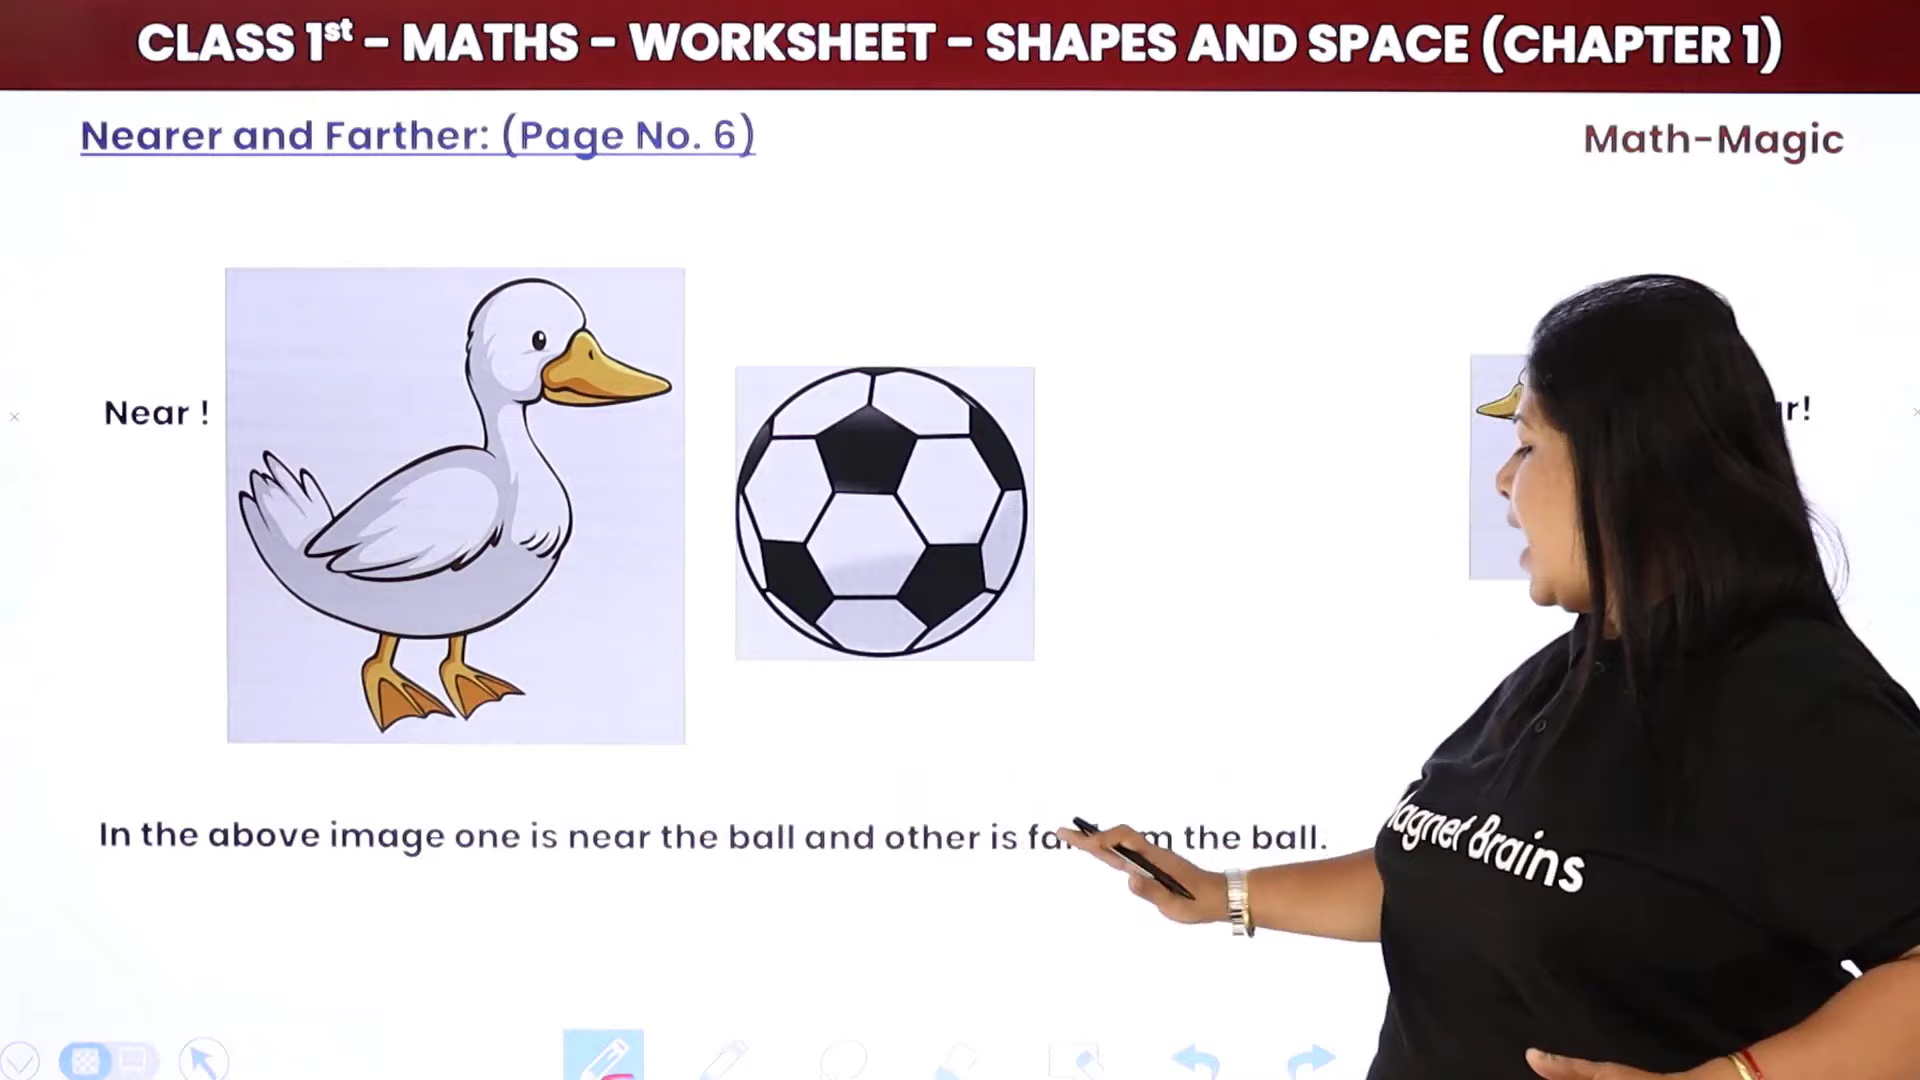 CLASS 1st - MATHS - WORKSHEET - SHAPES AND SPACE (CHAPTER 1)
Nearer and Farther: (Page No. 6)
Math-Magic
Near !
In the above image one is near the ball and other is the ball.
Brains